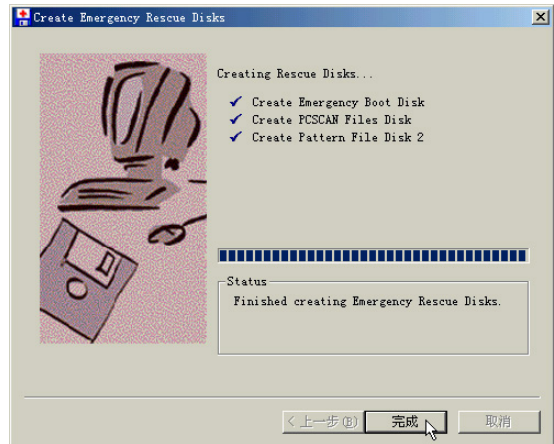 Create Emergency Rescue Disks
Creating Rescue Disks...
Create Emergency Boot Disk
Create PCSCAN Files Disk
Create Pattern File Disk 2
Status
Finished creating Emergency Rescue Disks.
< 上一步(B)
完成
取消